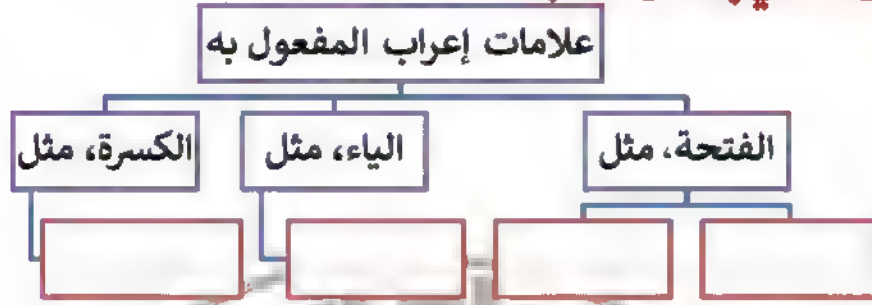 علامات إعراب المفعول به
الفتحة، مثل
الياء، مثل
الكسرة، مثل